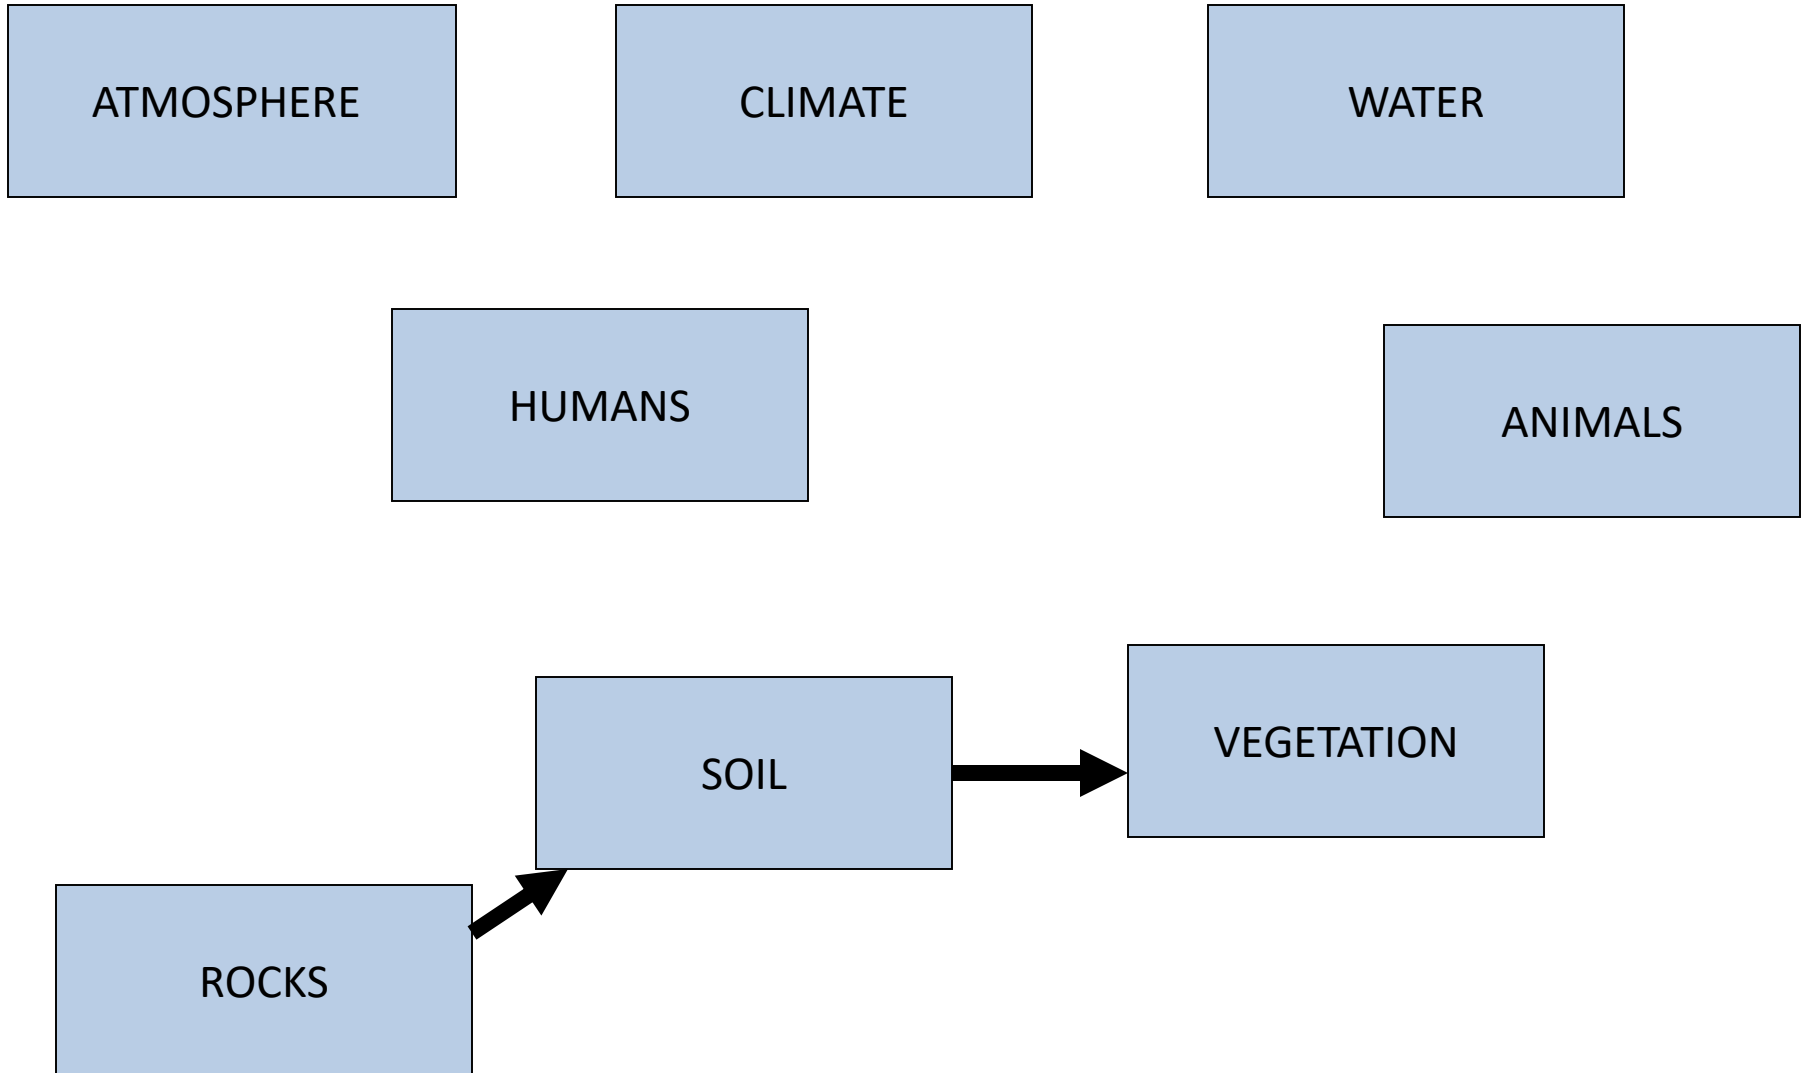 ATMOSPHERE
CLIMATE
WATER
HUMANS
ANIMALS
SOIL
VEGETATION
ROCKS